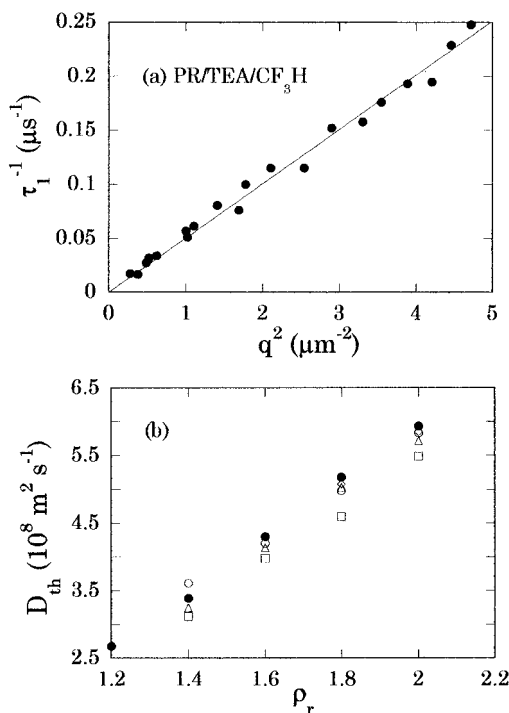 0.25
(a) PR/TEA/CF₃H
0.2
0.15
0.1
0.05
0
τ₁⁻¹ (μs⁻¹)
0 1 2 3 4 5
q² (μm⁻²)
6.5
(b)
5.5
4.5
3.5
2.5
D_th (10⁸ m² s⁻¹)
1.2 1.4 1.6 1.8 2 2.2
ρ_r